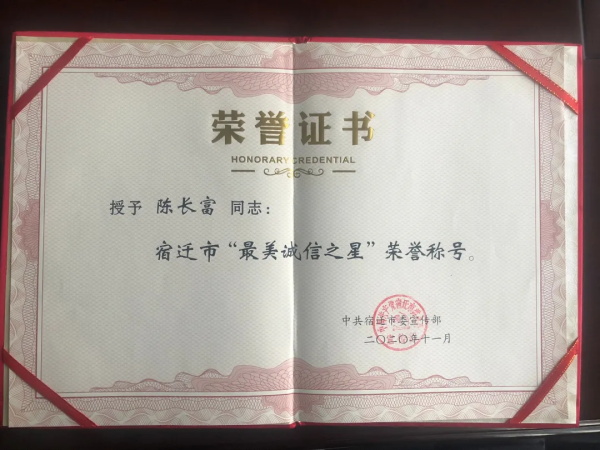 荣誉证书
HONORARY CREDENTIAL
授予 陈长富 同志：
宿迁市“最美诚信之星”荣誉称号。
中共宿迁市委宣传部
二〇二〇年十一月